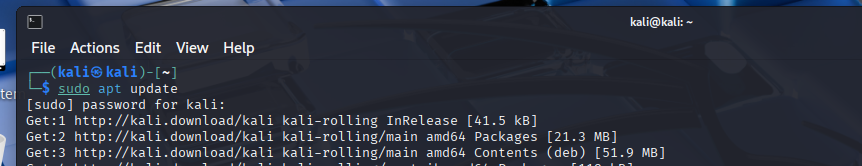 kali@kali: ~
File Actions Edit View Help
┌──(kali㉿kali)-[~]
└─$ sudo apt update
[sudo] password for kali:
Get:1 http://kali.download/kali kali-rolling InRelease [41.5 kB]
Get:2 http://kali.download/kali kali-rolling/main amd64 Packages [21.3 MB]
Get:3 http://kali.download/kali kali-rolling/main amd64 Contents (deb) [51.9 MB]